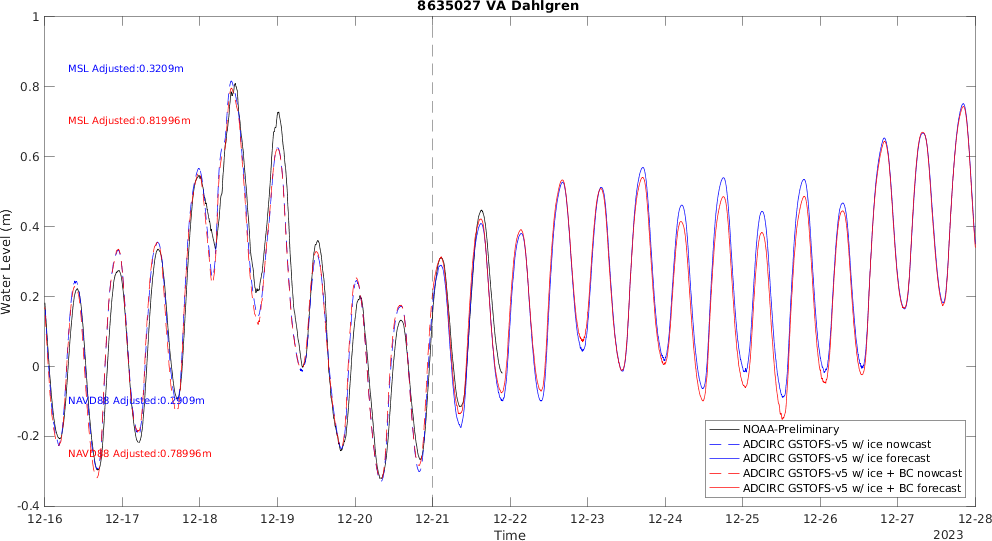 8635027 VA Dahlgren
1
0.8
0.6
0.4
0.2
0
-0.2
-0.4
Water Level (m)
MSL Adjusted:0.3209m
MSL Adjusted:0.81996m
NAVD88 Adjusted:0.2909m
NAVD88 Adjusted:0.78996m
NOAA-Preliminary
ADCIRC GSTOFS-v5 w/ ice nowcast
ADCIRC GSTOFS-v5 w/ ice forecast
ADCIRC GSTOFS-v5 w/ ice + BC nowcast
ADCIRC GSTOFS-v5 w/ ice + BC forecast
12-16 12-17 12-18 12-19 12-20 12-21 12-22 12-23 12-24 12-25 12-26 12-27 12-28
Time
2023